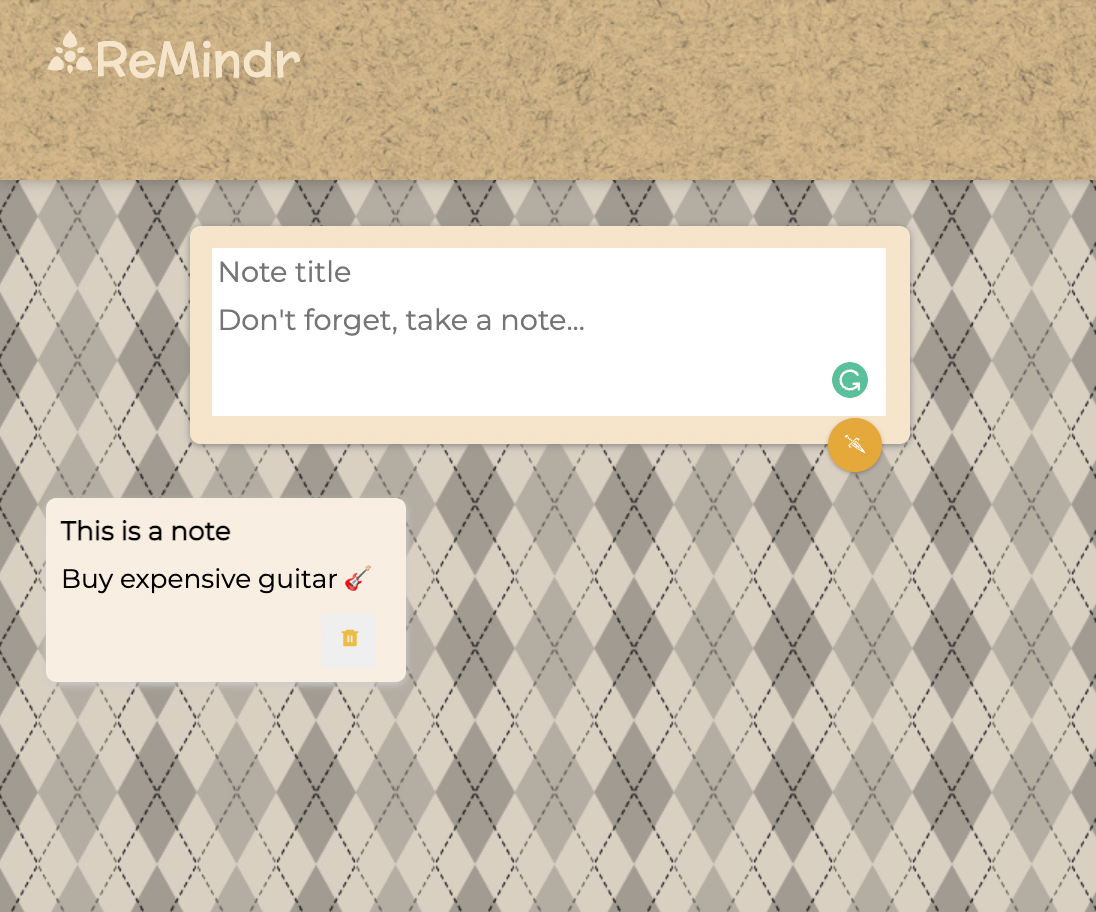 ReMindr
Note title
Don't forget, take a note...
This is a note
Buy expensive guitar 🎸